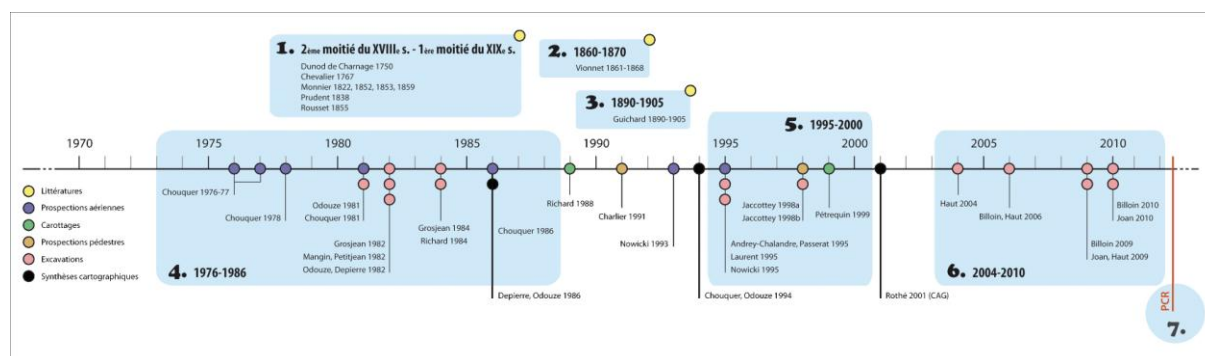 1. 2ème moitié du XVIIIe s. - 1ère moitié du XIXe s.
Dunod de Charnage 1750
Chevalier 1767
Monnier 1822, 1852, 1853, 1859
Prudent 1838
Rousset 1855
2. 1860-1870
Vionnet 1861-1868
3. 1890-1905
Guichard 1890-1905
5. 1995-2000
1970 1975 1980 1985 1990 1995 2000 2005 2010
Littératures
Prospections aériennes
Carottages
Prospections pédestres
Excavations
Synthèses cartographiques
Chouquer 1976-77
Chouquer 1978
Odouze 1981
Chouquer 1981
Grosjean 1982
Mangin, Petitjean 1982
Odouze, Depierre 1982
Grosjean 1984
Richard 1984
Chouquer 1986
4. 1976-1986
Depierre, Odouze 1986
Richard 1988
Charlier 1991
Nowicki 1993
Chouquer, Odouze 1994
Andrey-Chalandre, Passerat 1995
Laurent 1995
Nowicki 1995
Jaccottey 1998a
Jaccottey 1998b
Pétrequin 1999
Rothé 2001 (CAG)
Haut 2004
Billoin, Haut 2006
Billoin 2009
Joan, Haut 2009
Billoin 2010
Joan 2010
6. 2004-2010
PCR
7.